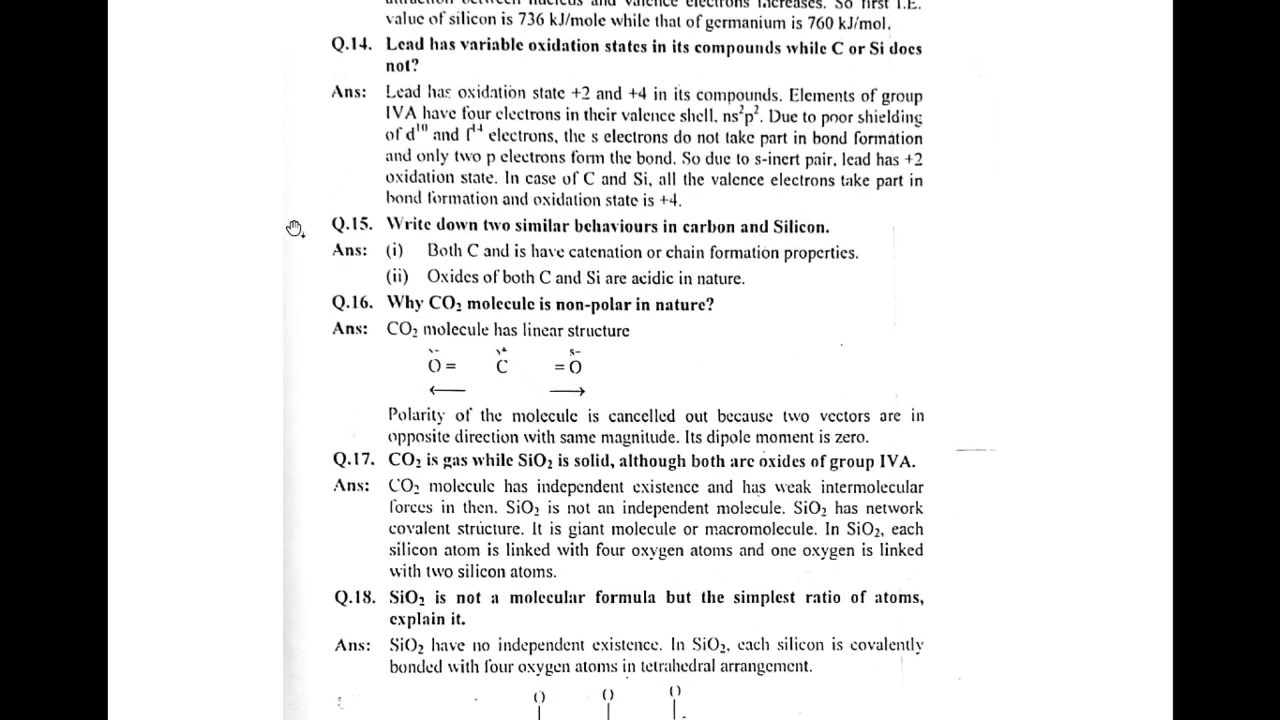 attraction between nucleus and valence electrons increases. So first I.E.
value of silicon is 736 kJ/mole while that of germanium is 760 kJ/mol.
Q.14. Lead has variable oxidation states in its compounds while C or Si does
not?
Ans: Lead has oxidation state +2 and +4 in its compounds. Elements of group
IVA have four electrons in their valence shell, ns²p². Due to poor shielding
of d¹⁰ and f¹⁴ electrons, the s electrons do not take part in bond formation
and only two p electrons form the bond. So due to s-inert pair, lead has +2
oxidation state. In case of C and Si, all the valence electrons take part in
bond formation and oxidation state is +4.
Q.15. Write down two similar behaviours in carbon and Silicon.
Ans: (i) Both C and is have catenation or chain formation properties.
(ii) Oxides of both C and Si are acidic in nature.
Q.16. Why CO₂ molecule is non-polar in nature?
Ans: CO₂ molecule has linear structure
O = C = O
← →
Polarity of the molecule is cancelled out because two vectors are in
opposite direction with same magnitude. Its dipole moment is zero.
Q.17. CO₂ is gas while SiO₂ is solid, although both are oxides of group IVA.
Ans: CO₂ molecule has independent existence and has weak intermolecular
forces in then. SiO₂ is not an independent molecule. SiO₂ has network
covalent structure. It is giant molecule or macromolecule. In SiO₂, each
silicon atom is linked with four oxygen atoms and one oxygen is linked
with two silicon atoms.
Q.18. SiO₂ is not a molecular formula but the simplest ratio of atoms,
explain it.
Ans: SiO₂ have no independent existence. In SiO₂, each silicon is covalently
bonded with four oxygen atoms in tetrahedral arrangement.
O O O